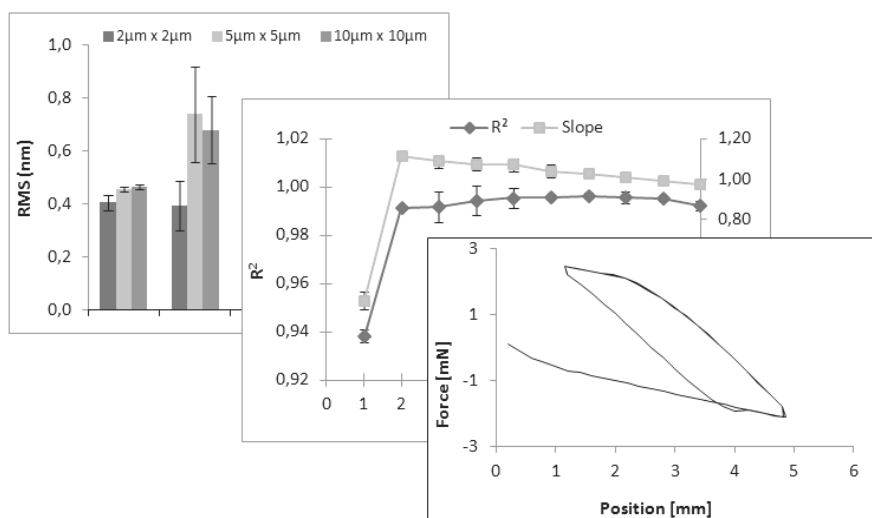 2μm x 2μm 5μm x 5μm 10μm x 10μm
1,0
0,8
0,6
0,4
0,2
0,0
RMS (nm)
R² Slope
1,02
1,00
0,98
0,96
0,94
0,92
R²
1,20
1,00
0,80
0 1 2
3
1
-1
-3
Force [mN]
0 1 2 3 4 5 6
Position [mm]